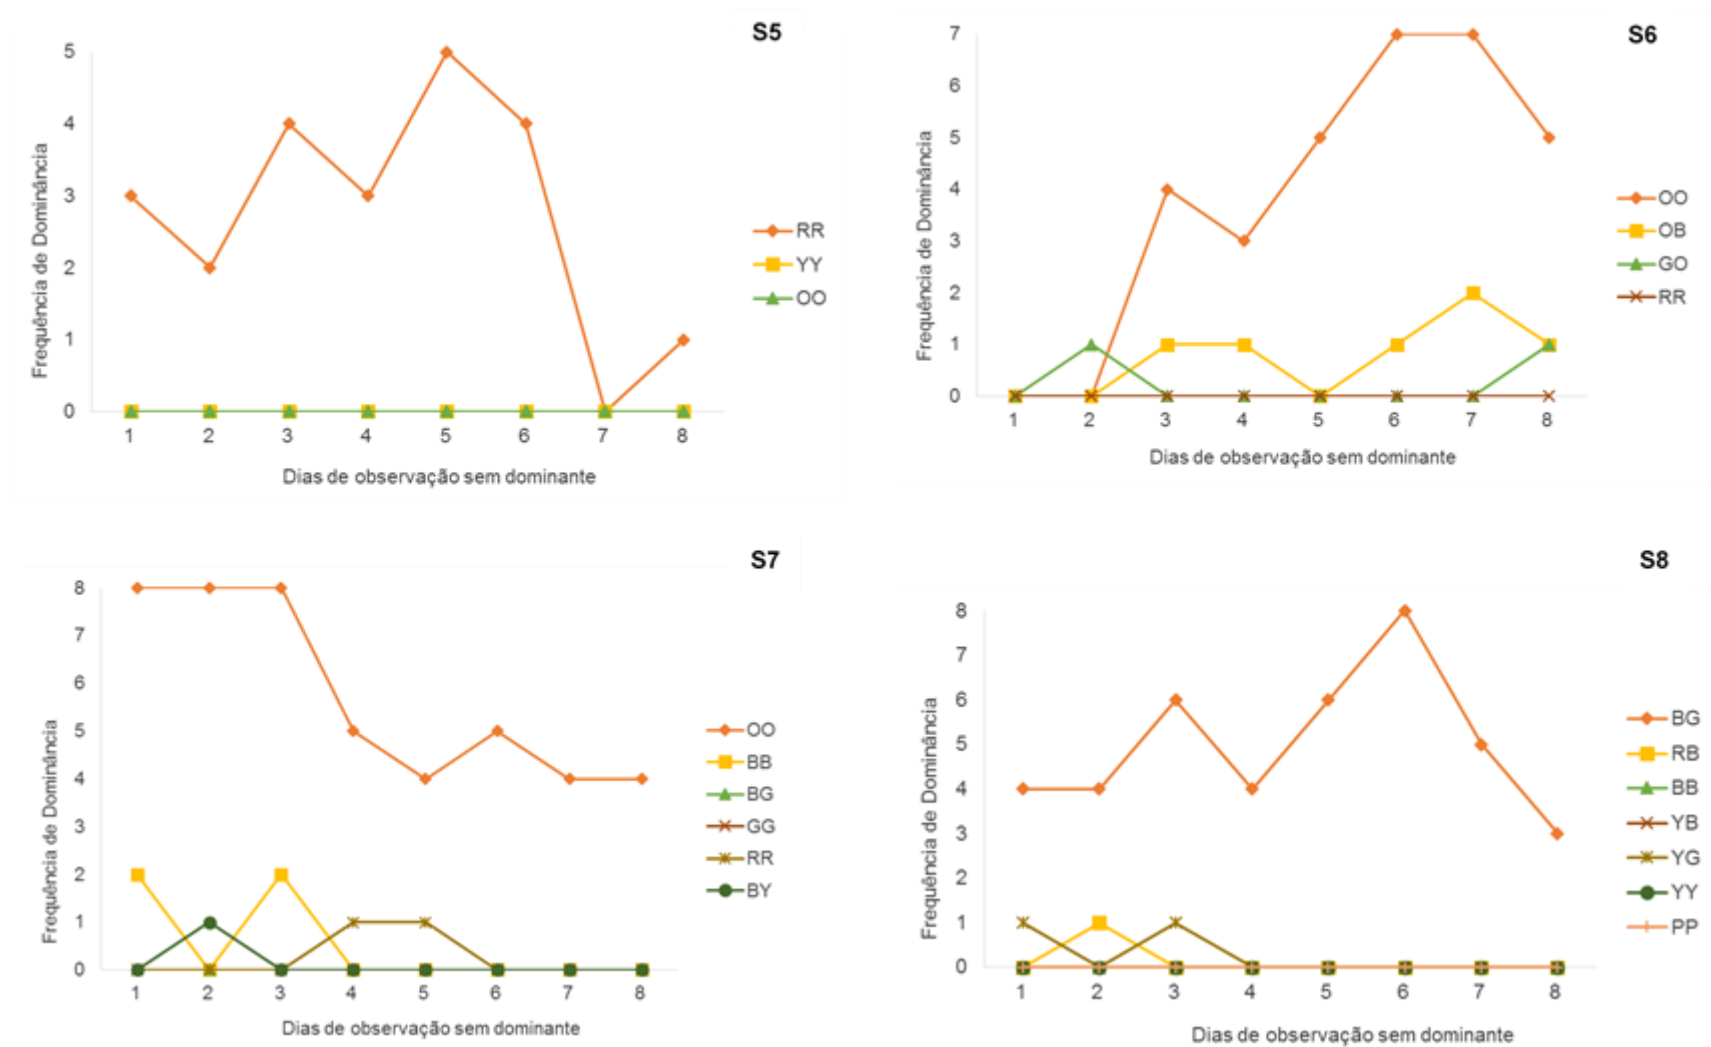 S5
Frequência de Dominância
5
4
3
2
1
0
1 2 3 4 5 6 7 8
Dias de observação sem dominante
RR
YY
OO
S6
Frequência de Dominância
7
6
5
4
3
2
1
0
1 2 3 4 5 6 7 8
Dias de observação sem dominante
OO
OB
GO
RR
S7
Frequência de Dominância
8
7
6
5
4
3
2
1
0
1 2 3 4 5 6 7 8
Dias de observação sem dominante
OO
BB
BG
GG
RR
BY
S8
Frequência de Dominância
8
7
6
5
4
3
2
1
0
1 2 3 4 5 6 7 8
Dias de observação sem dominante
BG
RB
BB
YB
YG
YY
PP